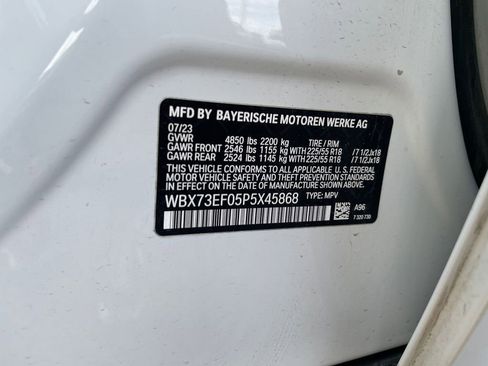 MFD BY BAYERISCHE MOTOREN WERKE AG
07/23
GVWR 4850 lbs 2200 kg TIRE / RIM
GAWR FRONT 2546 lbs 1155 kg WITH 225/55 R18 / 7 1/2Jx18
GAWR REAR 2524 lbs 1145 kg WITH 225/55 R18 / 7 1/2Jx18
THIS VEHICLE CONFORMS TO ALL APPLICABLE U.S. FEDERAL
MOTOR VEHICLE SAFETY STANDARDS IN EFFECT
ON THE DATE OF MANUFACTURE SHOWN ABOVE.
WBX73EF05P5X45868 TYPE: MPV
A96
7 320 730